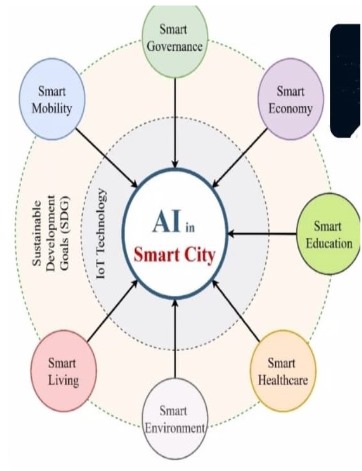 Smart
Governance
Smart
Mobility
Smart
Economy
Sustainable
Development
Goals (SDG)
IoT Technology
AI in
Smart City
Smart
Education
Smart
Living
Smart
Healthcare
Smart
Environment